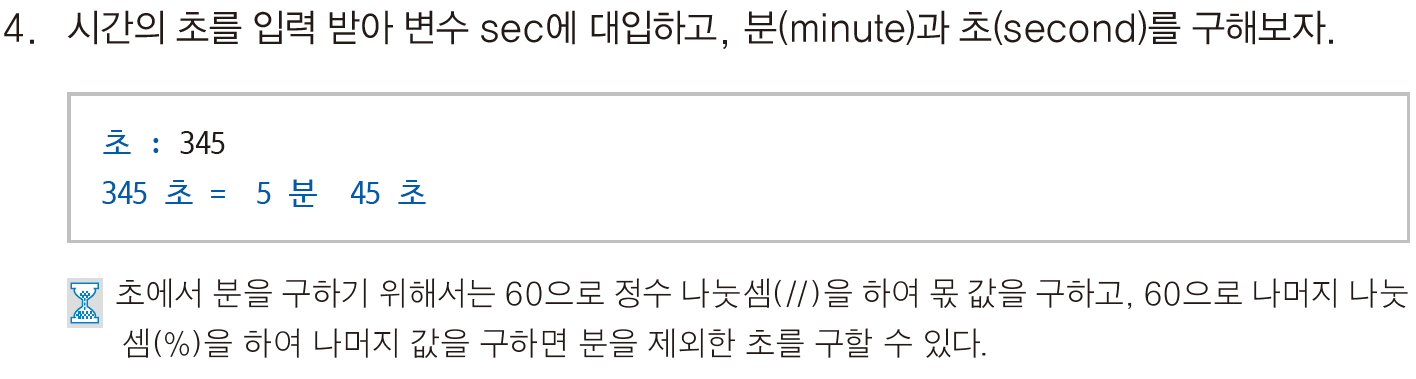 4. 시간의 초를 입력 받아 변수 sec에 대입하고, 분(minute)과 초(second)를 구해보자.
초 : 345
345 초 = 5 분 45 초
초에서 분을 구하기 위해서는 60으로 정수 나눗셈(//)을 하여 몫 값을 구하고, 60으로 나머지 나눗
셈(%)을 하여 나머지 값을 구하면 분을 제외한 초를 구할 수 있다.